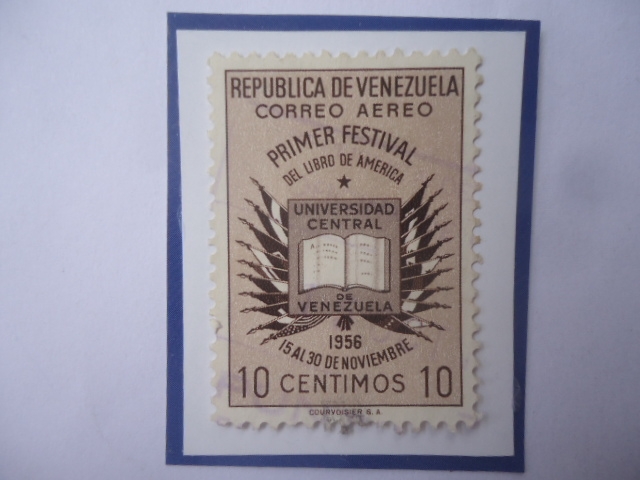 REPUBLICA DE VENEZUELA
CORREO AEREO
PRIMER FESTIVAL
DEL LIBRO DE AMERICA
UNIVERSIDAD
CENTRAL
DE
VENEZUELA
1956
15 AL 30 DE NOVIEMBRE
10 CENTIMOS 10
COURVOISIER S. A.